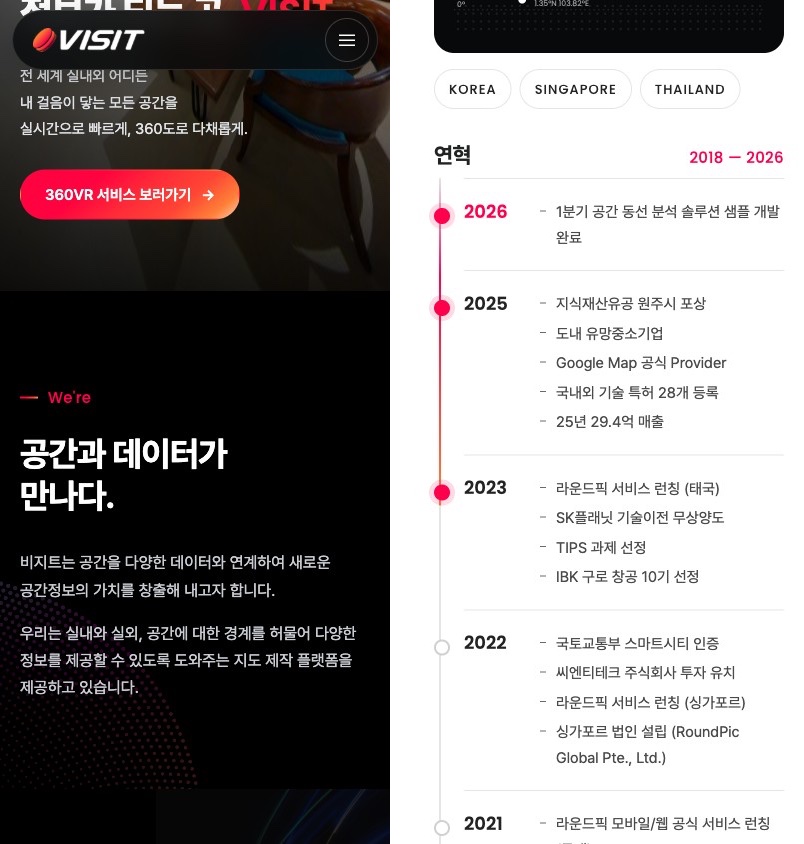 VISIT
전 세계 실내외 어디든
내 걸음이 닿는 모든 공간을
실시간으로 빠르게, 360도로 다채롭게.
360VR 서비스 보러가기 →
We're
공간과 데이터가
만나다.
비지트는 공간을 다양한 데이터와 연계하여 새로운
공간정보의 가치를 창출해 내고자 합니다.
우리는 실내와 실외, 공간에 대한 경계를 허물어 다양한
정보를 제공할 수 있도록 도와주는 지도 제작 플랫폼을
제공하고 있습니다.
0°
1.35°N 103.82°E
KOREA
SINGAPORE
THAILAND
연혁
2018 — 2026
2026
- 1분기 공간 동선 분석 솔루션 샘플 개발
완료
2025
- 지식재산유공 원주시 포상
- 도내 유망중소기업
- Google Map 공식 Provider
- 국내외 기술 특허 28개 등록
- 25년 29.4억 매출
2023
- 라운드픽 서비스 런칭 (태국)
- SK플래닛 기술이전 무상양도
- TIPS 과제 선정
- IBK 구로 창공 10기 선정
2022
- 국토교통부 스마트시티 인증
- 씨엔티테크 주식회사 투자 유치
- 라운드픽 서비스 런칭 (싱가포르)
- 싱가포르 법인 설립 (RoundPic
Global Pte., Ltd.)
2021
- 라운드픽 모바일/웹 공식 서비스 런칭